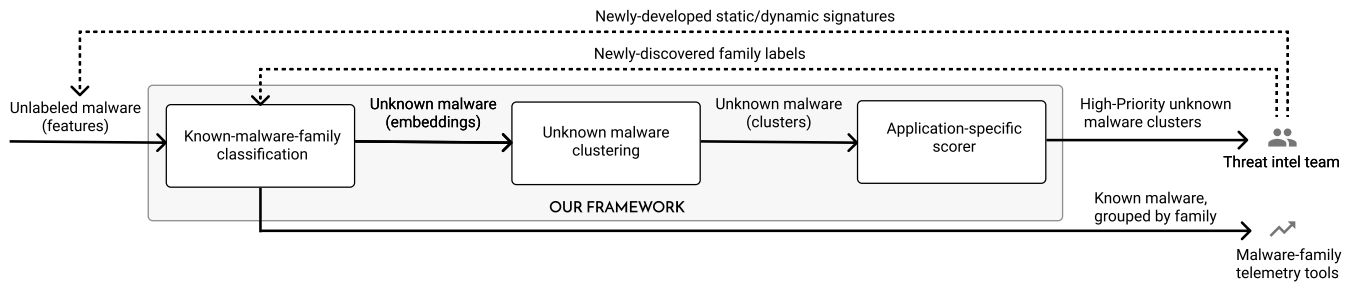 Newly-developed static/dynamic signatures
Newly-discovered family labels
Unlabeled malware
(features)
Known-malware-family
classification
Unknown malware
(embeddings)
Unknown malware
clustering
Unknown malware
(clusters)
Application-specific
scorer
High-Priority unknown
malware clusters
Threat intel team
OUR FRAMEWORK
Known malware,
grouped by family
Malware-family
telemetry tools